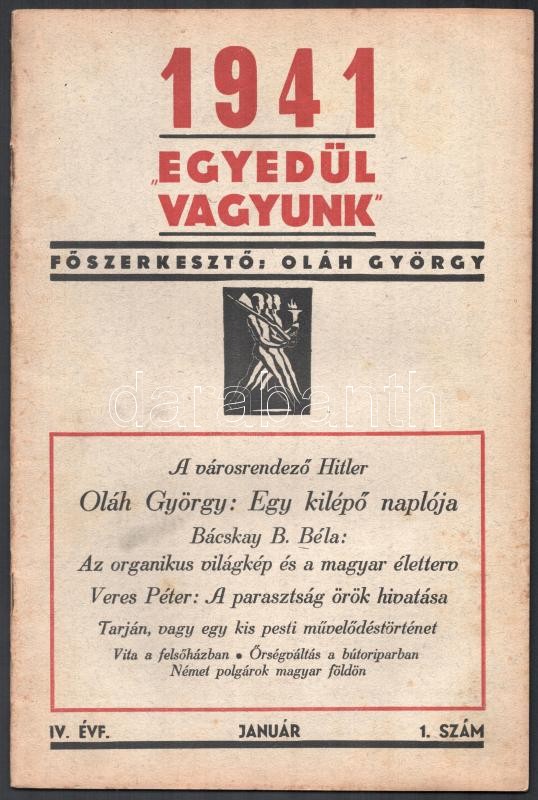 1941
„EGYEDÜL
VAGYUNK"
FŐSZERKESZTŐ: OLÁH GYÖRGY
darabanth
A városrendező Hitler
Oláh György: Egy kilépő naplója
Bácskay B. Béla:
Az organikus világkép és a magyar életterv
Veres Péter: A parasztság örök hivatása
Tarján, vagy egy kis pesti művelődéstörténet
Vita a felsőházban • Őrségváltás a bútoriparban
Német polgárok magyar földön
IV. ÉVF. JANUÁR 1. SZÁM